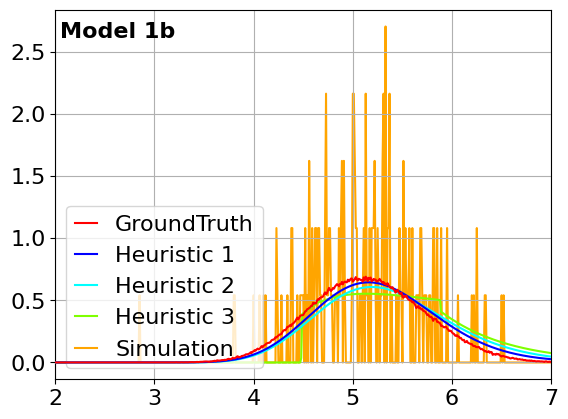 Model 1b
2.5
2.0
1.5
1.0
0.5
0.0
GroundTruth
Heuristic 1
Heuristic 2
Heuristic 3
Simulation
2 3 4 5 6 7